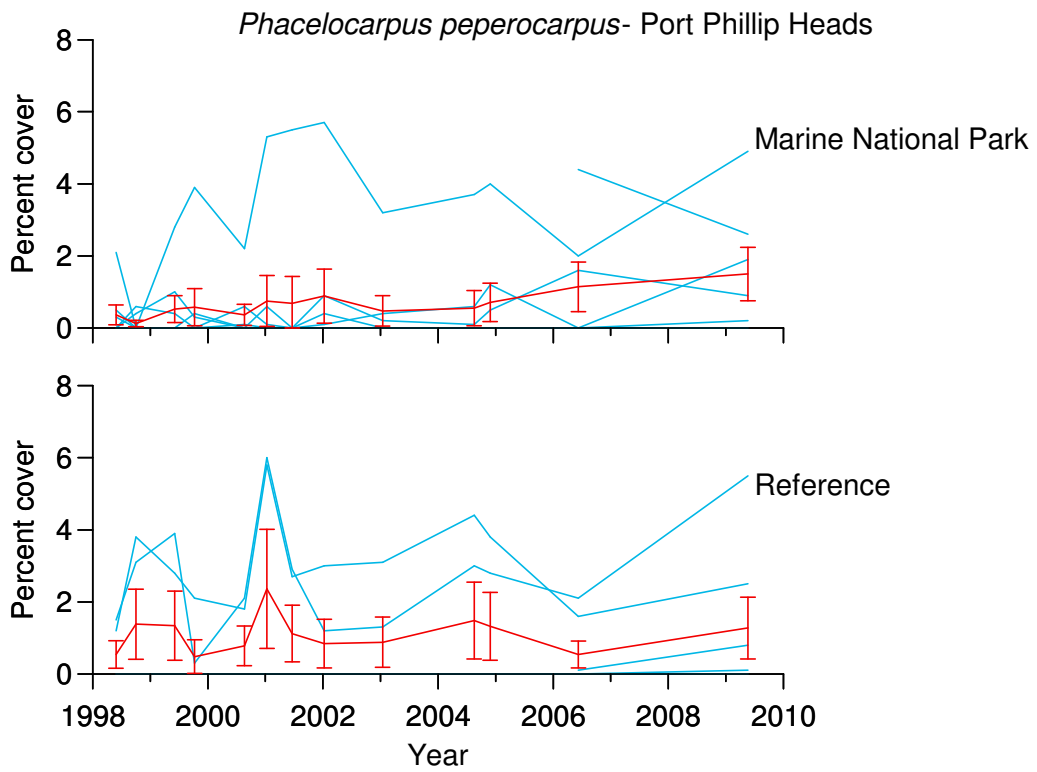 Phacelocarpus peperocarpus- Port Phillip Heads
8
6
4
2
0
Percent cover
Marine National Park
8
6
4
2
0
Percent cover
Reference
1998 2000 2002 2004 2006 2008 2010
Year